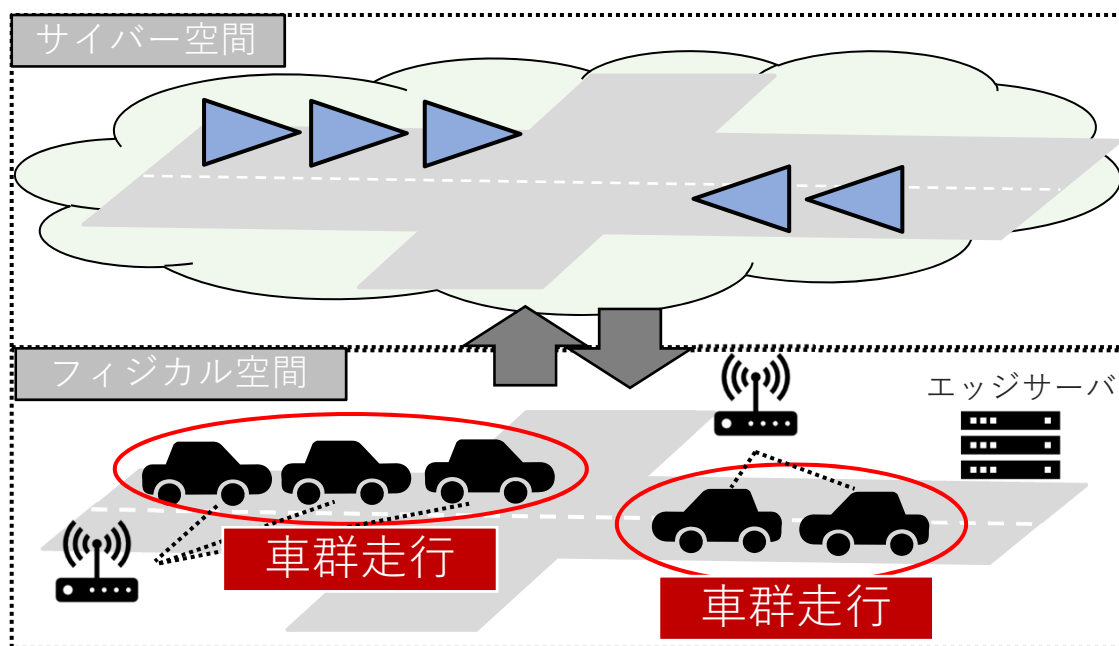 サイバー空間
フィジカル空間
エッジサーバ
車群走行
車群走行